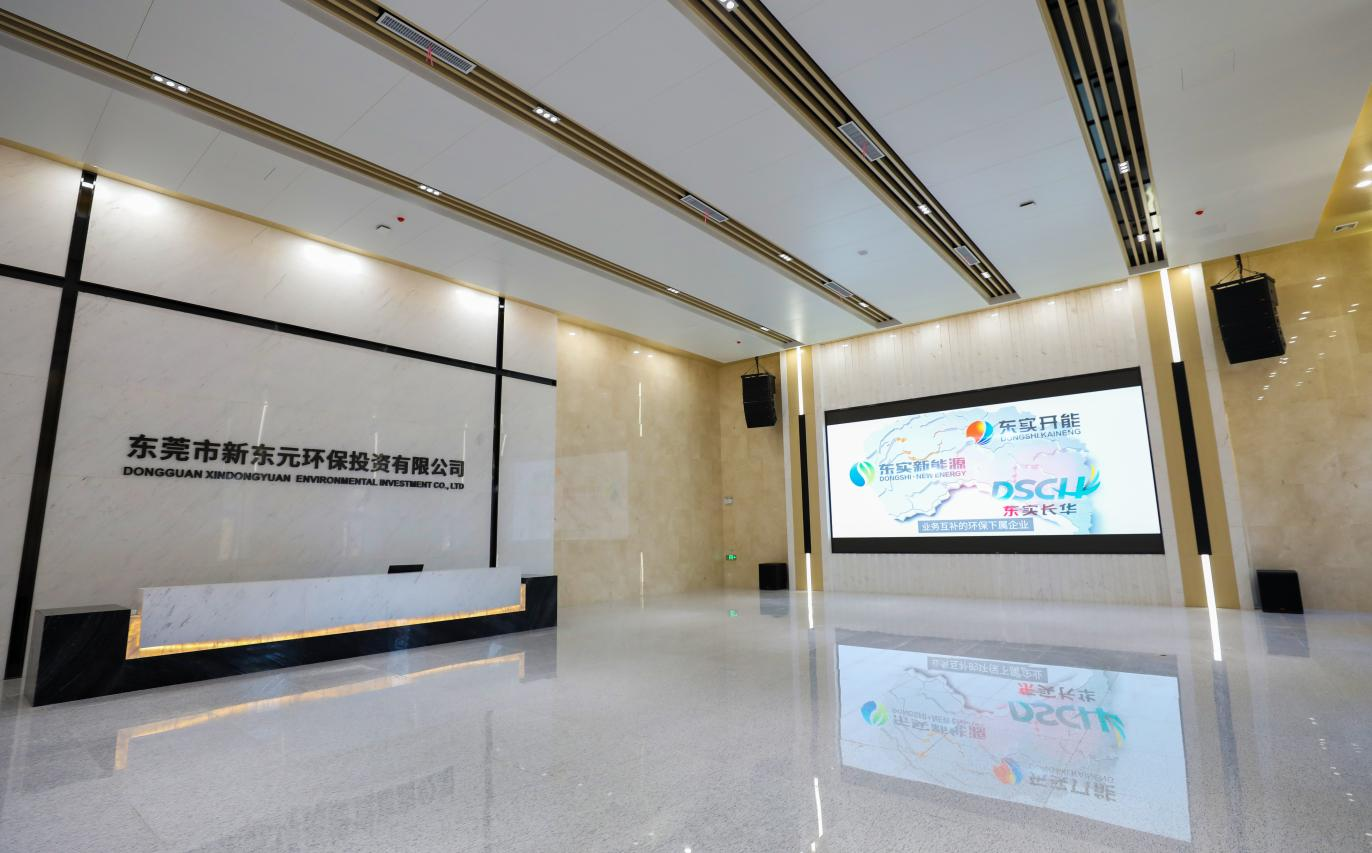 东莞市新东元环保投资有限公司
DONGGUAN XINDONGYUAN ENVIRONMENTAL INVESTMENT CO., LTD
东实开能
DONGSHI.KAINENG
东实新能源
DONGSHI·NEW ENERGY
DSCH
东实长华
业务互补的环保下属企业